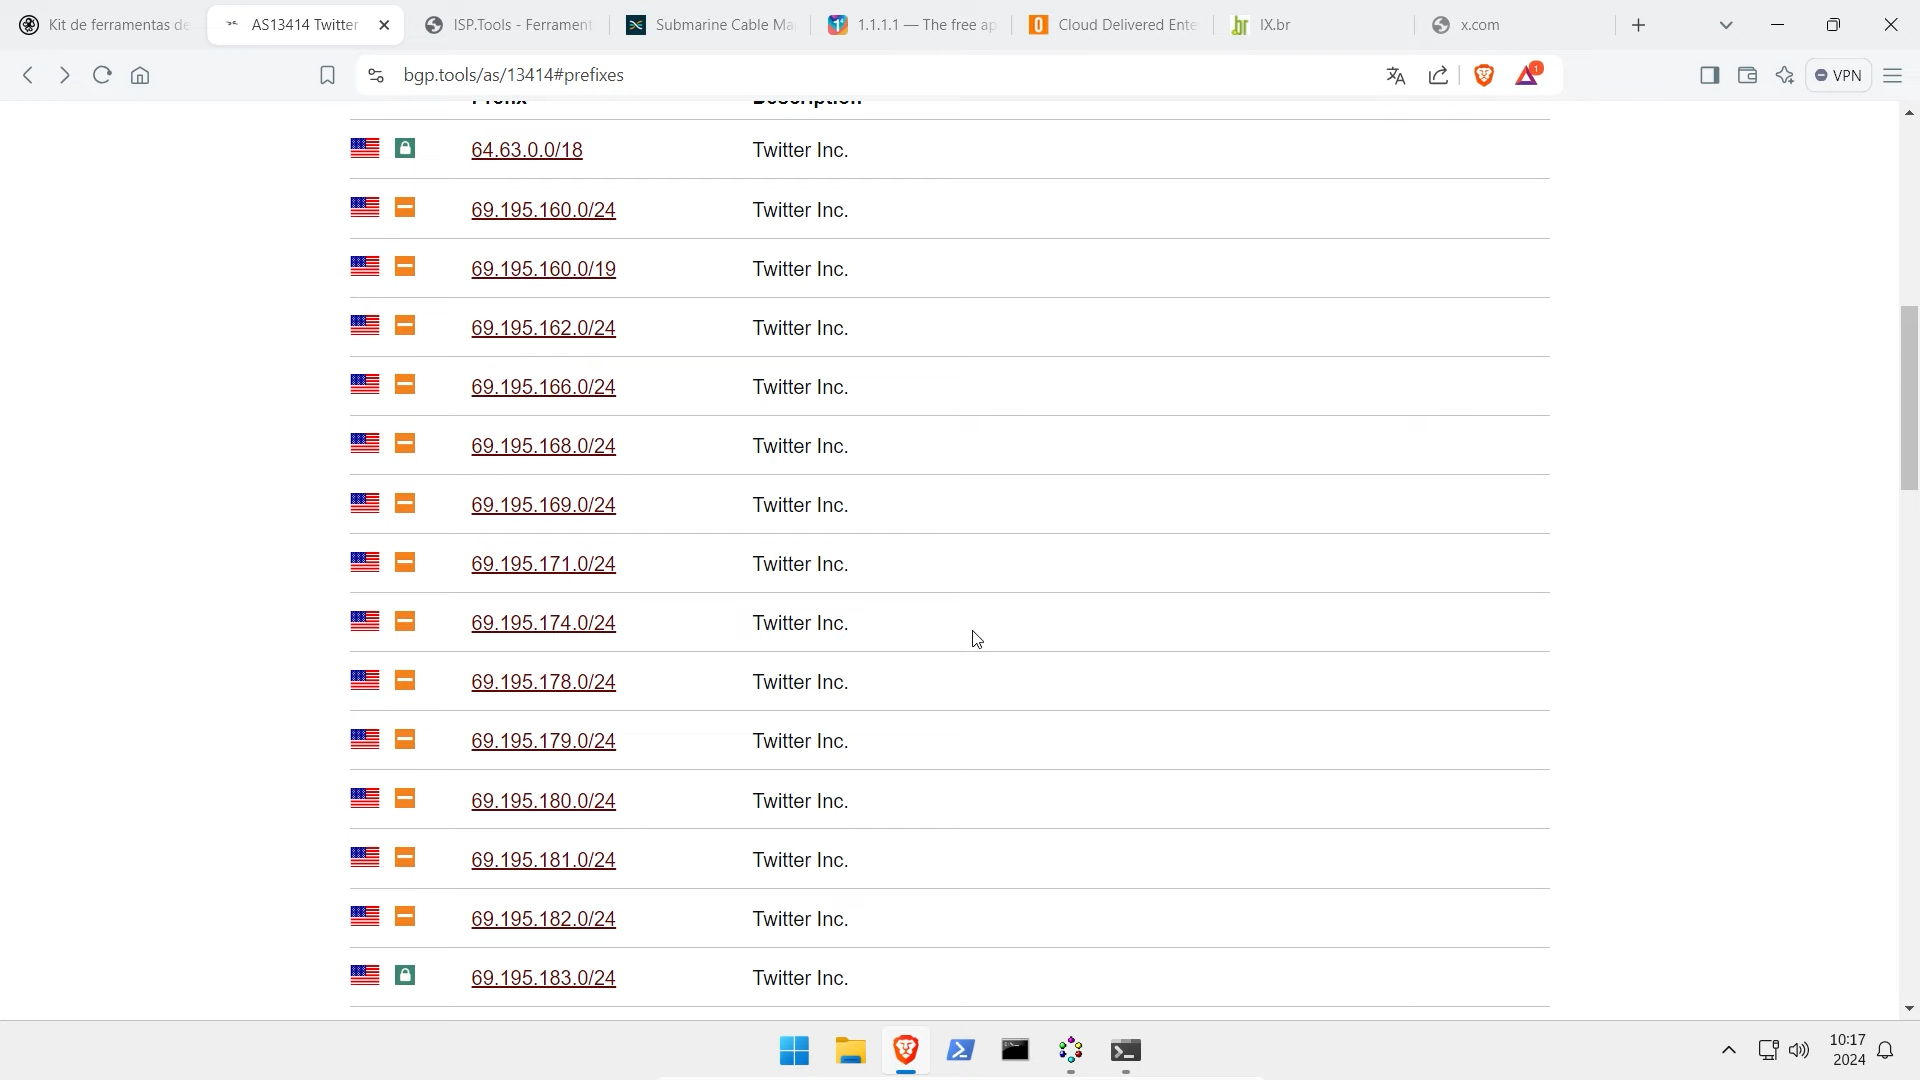 Kit de ferramentas de
AS13414 Twitter
ISP.Tools - Ferrament
Submarine Cable Ma
1.1.1.1 — The free ap
Cloud Delivered Ente
IX.br
x.com
bgp.tools/as/13414#prefixes
1
VPN
Prefix Description
64.63.0.0/18 Twitter Inc.
69.195.160.0/24 Twitter Inc.
69.195.160.0/19 Twitter Inc.
69.195.162.0/24 Twitter Inc.
69.195.166.0/24 Twitter Inc.
69.195.168.0/24 Twitter Inc.
69.195.169.0/24 Twitter Inc.
69.195.171.0/24 Twitter Inc.
69.195.174.0/24 Twitter Inc.
69.195.178.0/24 Twitter Inc.
69.195.179.0/24 Twitter Inc.
69.195.180.0/24 Twitter Inc.
69.195.181.0/24 Twitter Inc.
69.195.182.0/24 Twitter Inc.
69.195.183.0/24 Twitter Inc.
10:17
2024